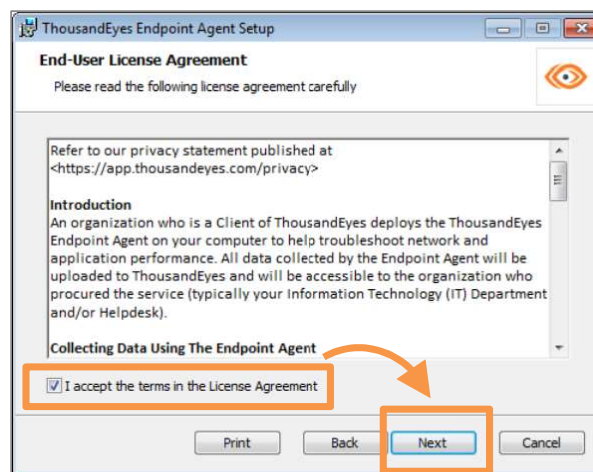 ThousandEyes Endpoint Agent Setup
End-User License Agreement
Please read the following license agreement carefully
Refer to our privacy statement published at
<https://app.thousandeyes.com/privacy>
Introduction
An organization who is a Client of ThousandEyes deploys the ThousandEyes
Endpoint Agent on your computer to help troubleshoot network and
application performance. All data collected by the Endpoint Agent will be
uploaded to ThousandEyes and will be accessible to the organization who
procured the service (typically your Information Technology (IT) Department
and/or Helpdesk).
Collecting Data Using The Endpoint Agent
I accept the terms in the License Agreement
Print Back Next Cancel